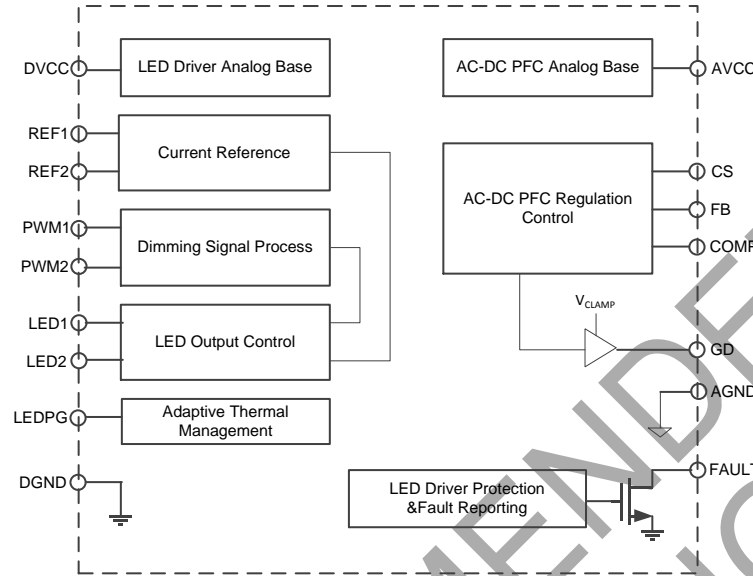 DVCC
LED Driver Analog Base
AC-DC PFC Analog Base
AVCC
REF1
REF2
Current Reference
AC-DC PFC Regulation
Control
CS
FB
COMP
PWM1
PWM2
Dimming Signal Process
LED1
LED2
LED Output Control
VCLAMP
GD
AGND
LEDPG
Adaptive Thermal
Management
DGND
LED Driver Protection
&Fault Reporting
FAULT